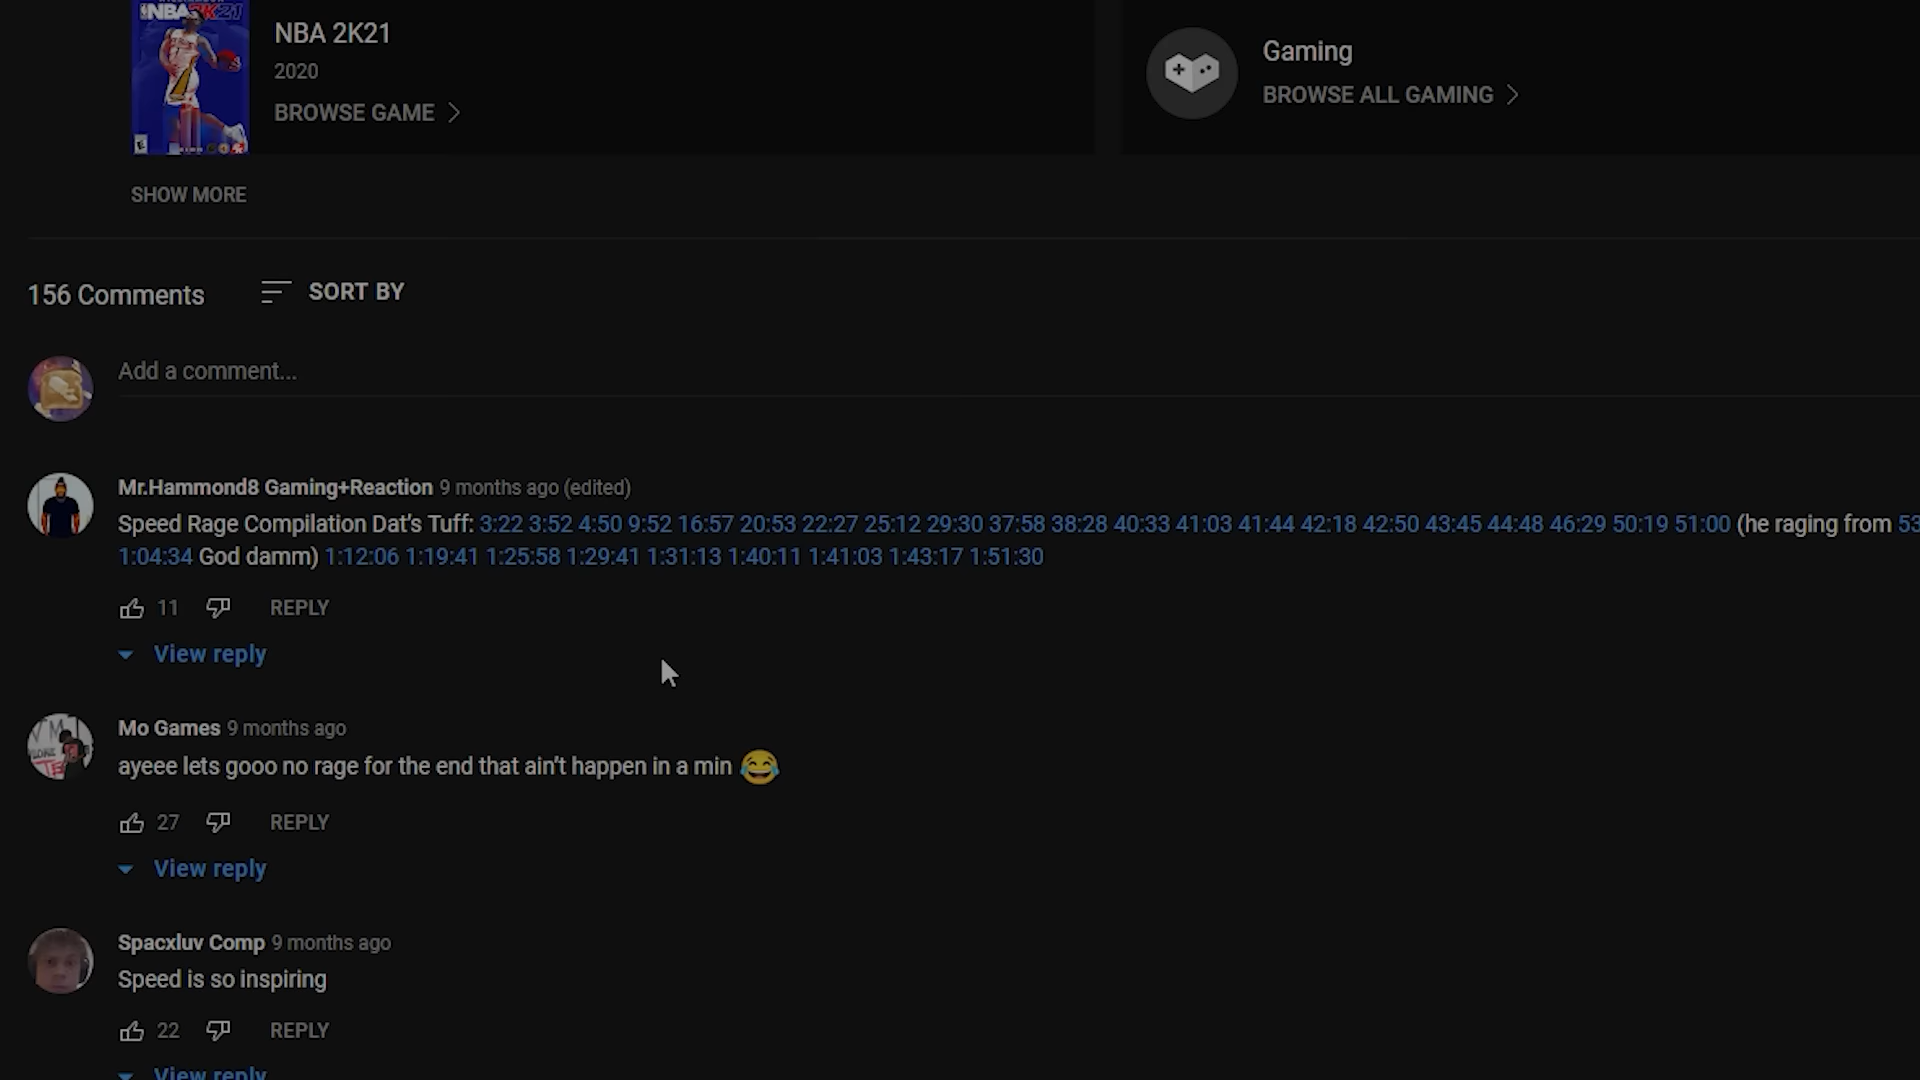 NBA 2K21
NBA 2K21
2020
BROWSE GAME
Gaming
BROWSE ALL GAMING
SHOW MORE
156 Comments
SORT BY
Add a comment...
Mr.Hammond8 Gaming+Reaction 9 months ago (edited)
Speed Rage Compilation Dat's Tuff: 3:22 3:52 4:50 9:52 16:57 20:53 22:27 25:12 29:30 37:58 38:28 40:33 41:03 41:44 42:18 42:50 43:45 44:48 46:29 50:19 51:00 (he raging from 53
1:04:34 God damm) 1:12:06 1:19:41 1:25:58 1:29:41 1:31:13 1:40:11 1:41:03 1:43:17 1:51:30
11 REPLY
View reply
Mo Games 9 months ago
ayeee lets gooo no rage for the end that ain't happen in a min 😂
27 REPLY
View reply
Spacxluv Comp 9 months ago
Speed is so inspiring
22 REPLY
View reply